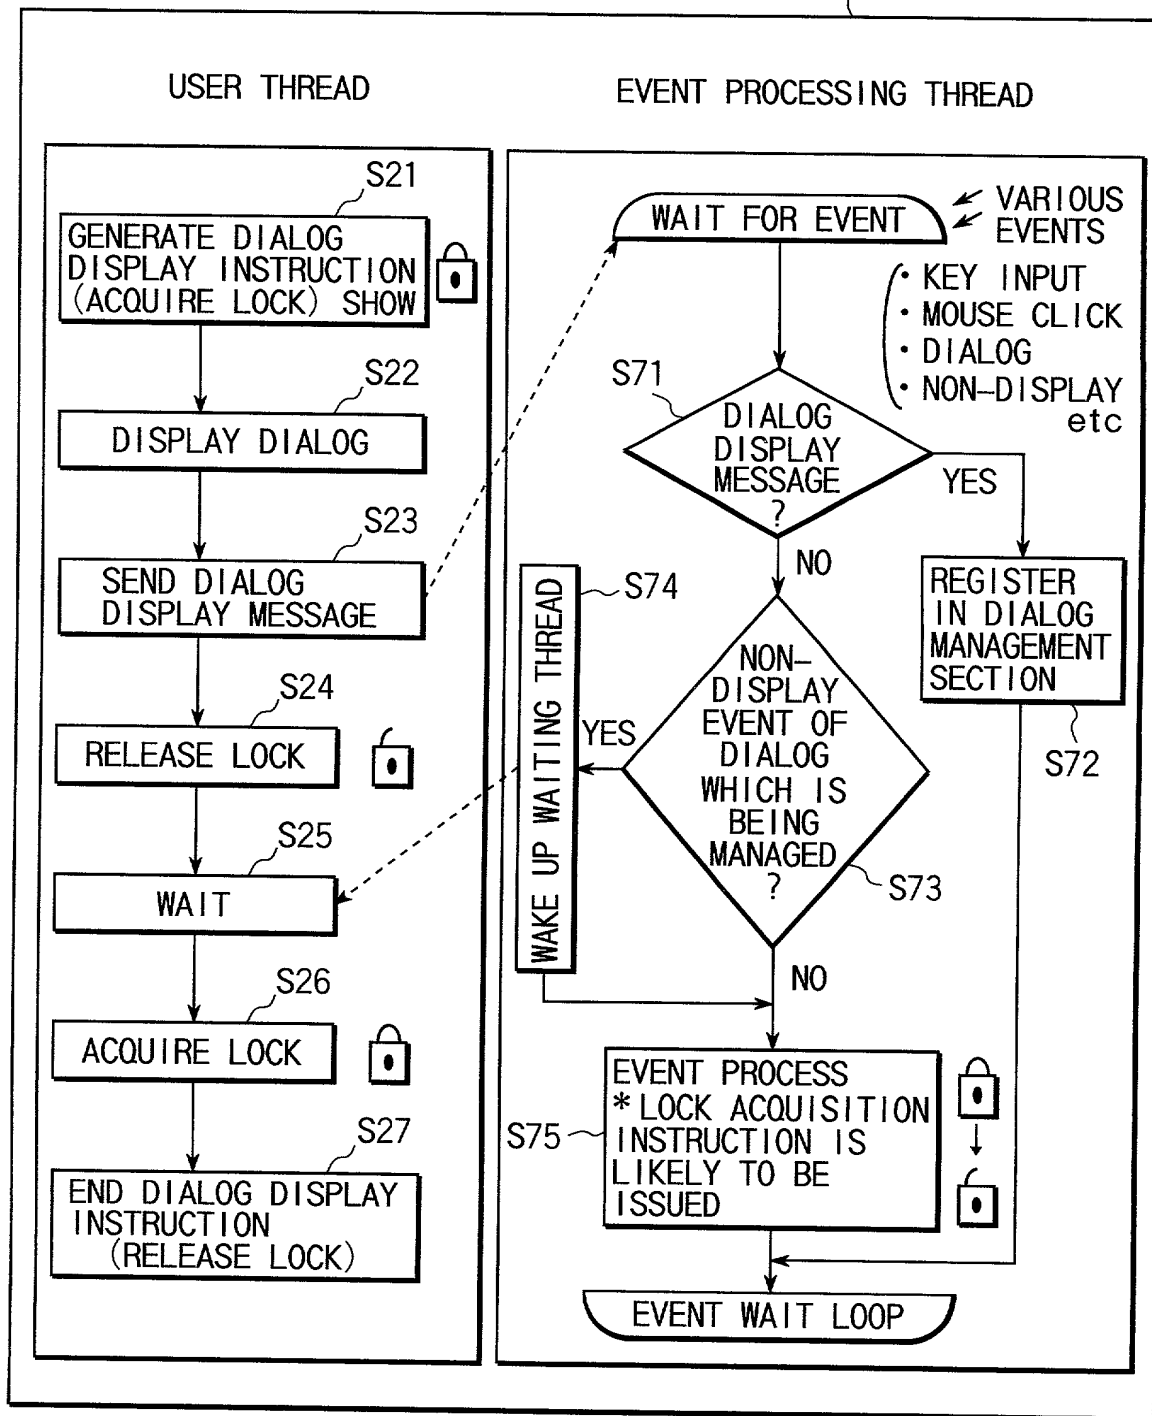 USER THREAD
S21
GENERATE DIALOG
DISPLAY INSTRUCTION
(ACQUIRE LOCK) SHOW
S22
DISPLAY DIALOG
S23
SEND DIALOG
DISPLAY MESSAGE
S24
RELEASE LOCK
S25
WAIT
S26
ACQUIRE LOCK
S27
END DIALOG DISPLAY
INSTRUCTION
(RELEASE LOCK)
EVENT PROCESSING THREAD
WAIT FOR EVENT
VARIOUS
EVENTS
• KEY INPUT
• MOUSE CLICK
• DIALOG
• NON-DISPLAY
etc
S71
DIALOG
DISPLAY
MESSAGE
?
YES
NO
REGISTER
IN DIALOG
MANAGEMENT
SECTION
S72
S74
WAKE UP WAITING THREAD
YES
NON-
DISPLAY
EVENT OF
DIALOG
WHICH IS
BEING
MANAGED
?
S73
NO
S75
EVENT PROCESS
* LOCK ACQUISITION
INSTRUCTION IS
LIKELY TO BE
ISSUED
EVENT WAIT LOOP